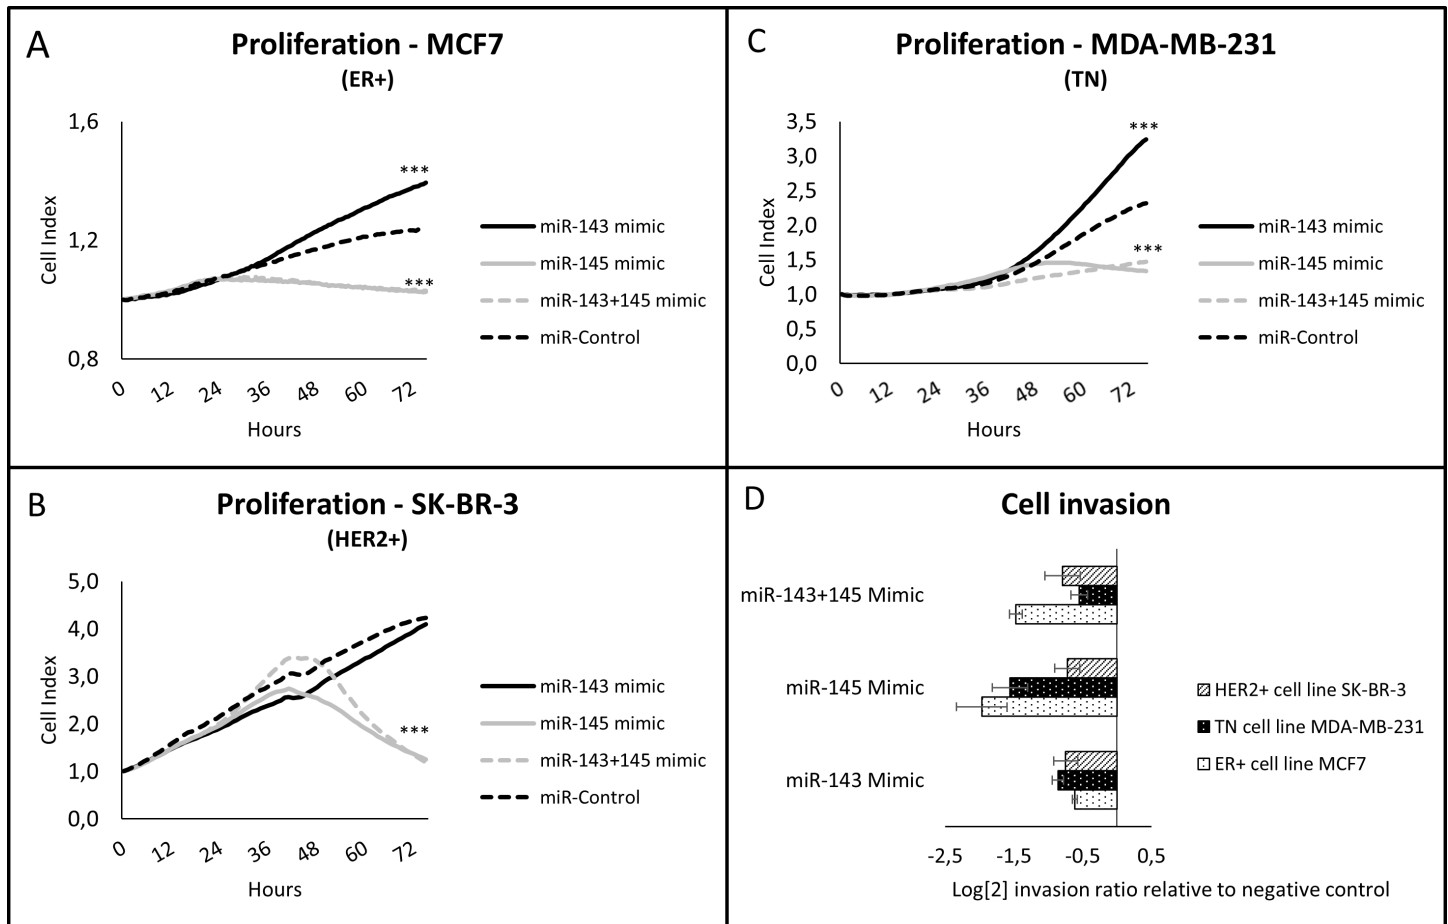 A
Proliferation - MCF7
(ER+)
1,6
1,2
0,8
Cell Index
***
***
0 12 24 36 48 60 72
Hours
miR-143 mimic
miR-145 mimic
miR-143+145 mimic
miR-Control
C
Proliferation - MDA-MB-231
(TN)
3,5
3,0
2,5
2,0
1,5
1,0
0,5
0,0
Cell Index
***
***
0 12 24 36 48 60 72
Hours
miR-143 mimic
miR-145 mimic
miR-143+145 mimic
miR-Control
B
Proliferation - SK-BR-3
(HER2+)
5,0
4,0
3,0
2,0
1,0
0,0
Cell Index
***
0 12 24 36 48 60 72
Hours
miR-143 mimic
miR-145 mimic
miR-143+145 mimic
miR-Control
D
Cell invasion
miR-143+145 Mimic
miR-145 Mimic
miR-143 Mimic
HER2+ cell line SK-BR-3
TN cell line MDA-MB-231
ER+ cell line MCF7
-2,5 -1,5 -0,5 0,5
Log[2] invasion ratio relative to negative control